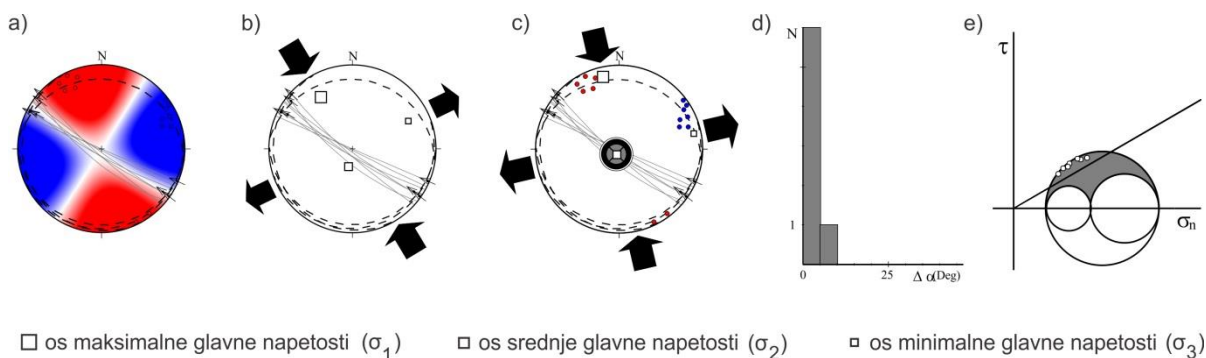 a)
N
b)
N
c)
N
d)
N
1
0
25
Δ α(Deg)
e)
τ
σn
os maksimalne glavne napetosti (σ1)
os srednje glavne napetosti (σ2)
os minimalne glavne napetosti (σ3)